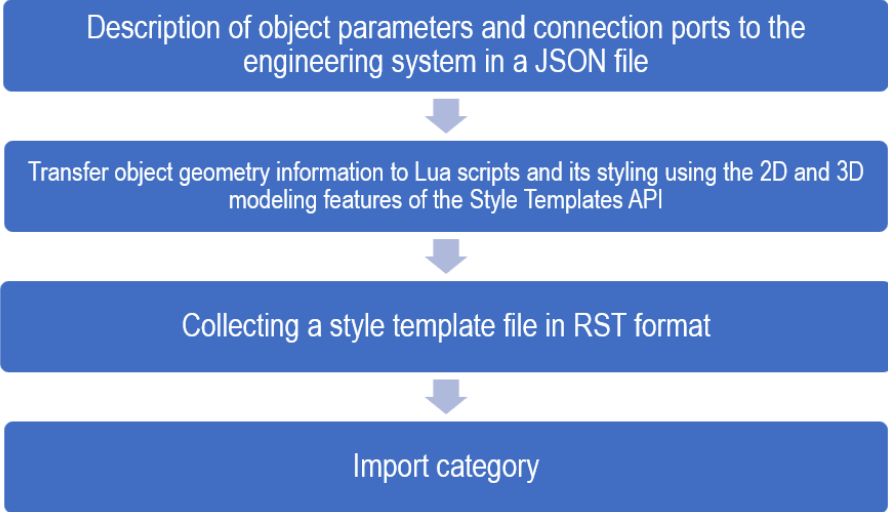 Description of object parameters and connection ports to the
engineering system in a JSON file
Transfer object geometry information to Lua scripts and its styling using the 2D and 3D
modeling features of the Style Templates API
Collecting a style template file in RST format
Import category